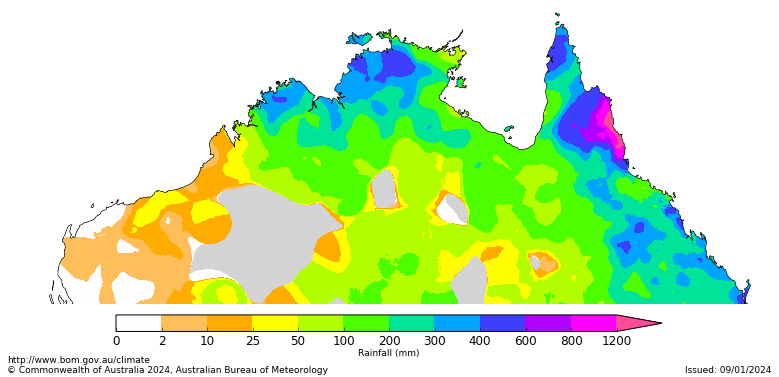 0 2 10 25 50 100 200 300 400 600 800 1200
Rainfall (mm)
http://www.bom.gov.au/climate
© Commonwealth of Australia 2024, Australian Bureau of Meteorology Issued: 09/01/2024